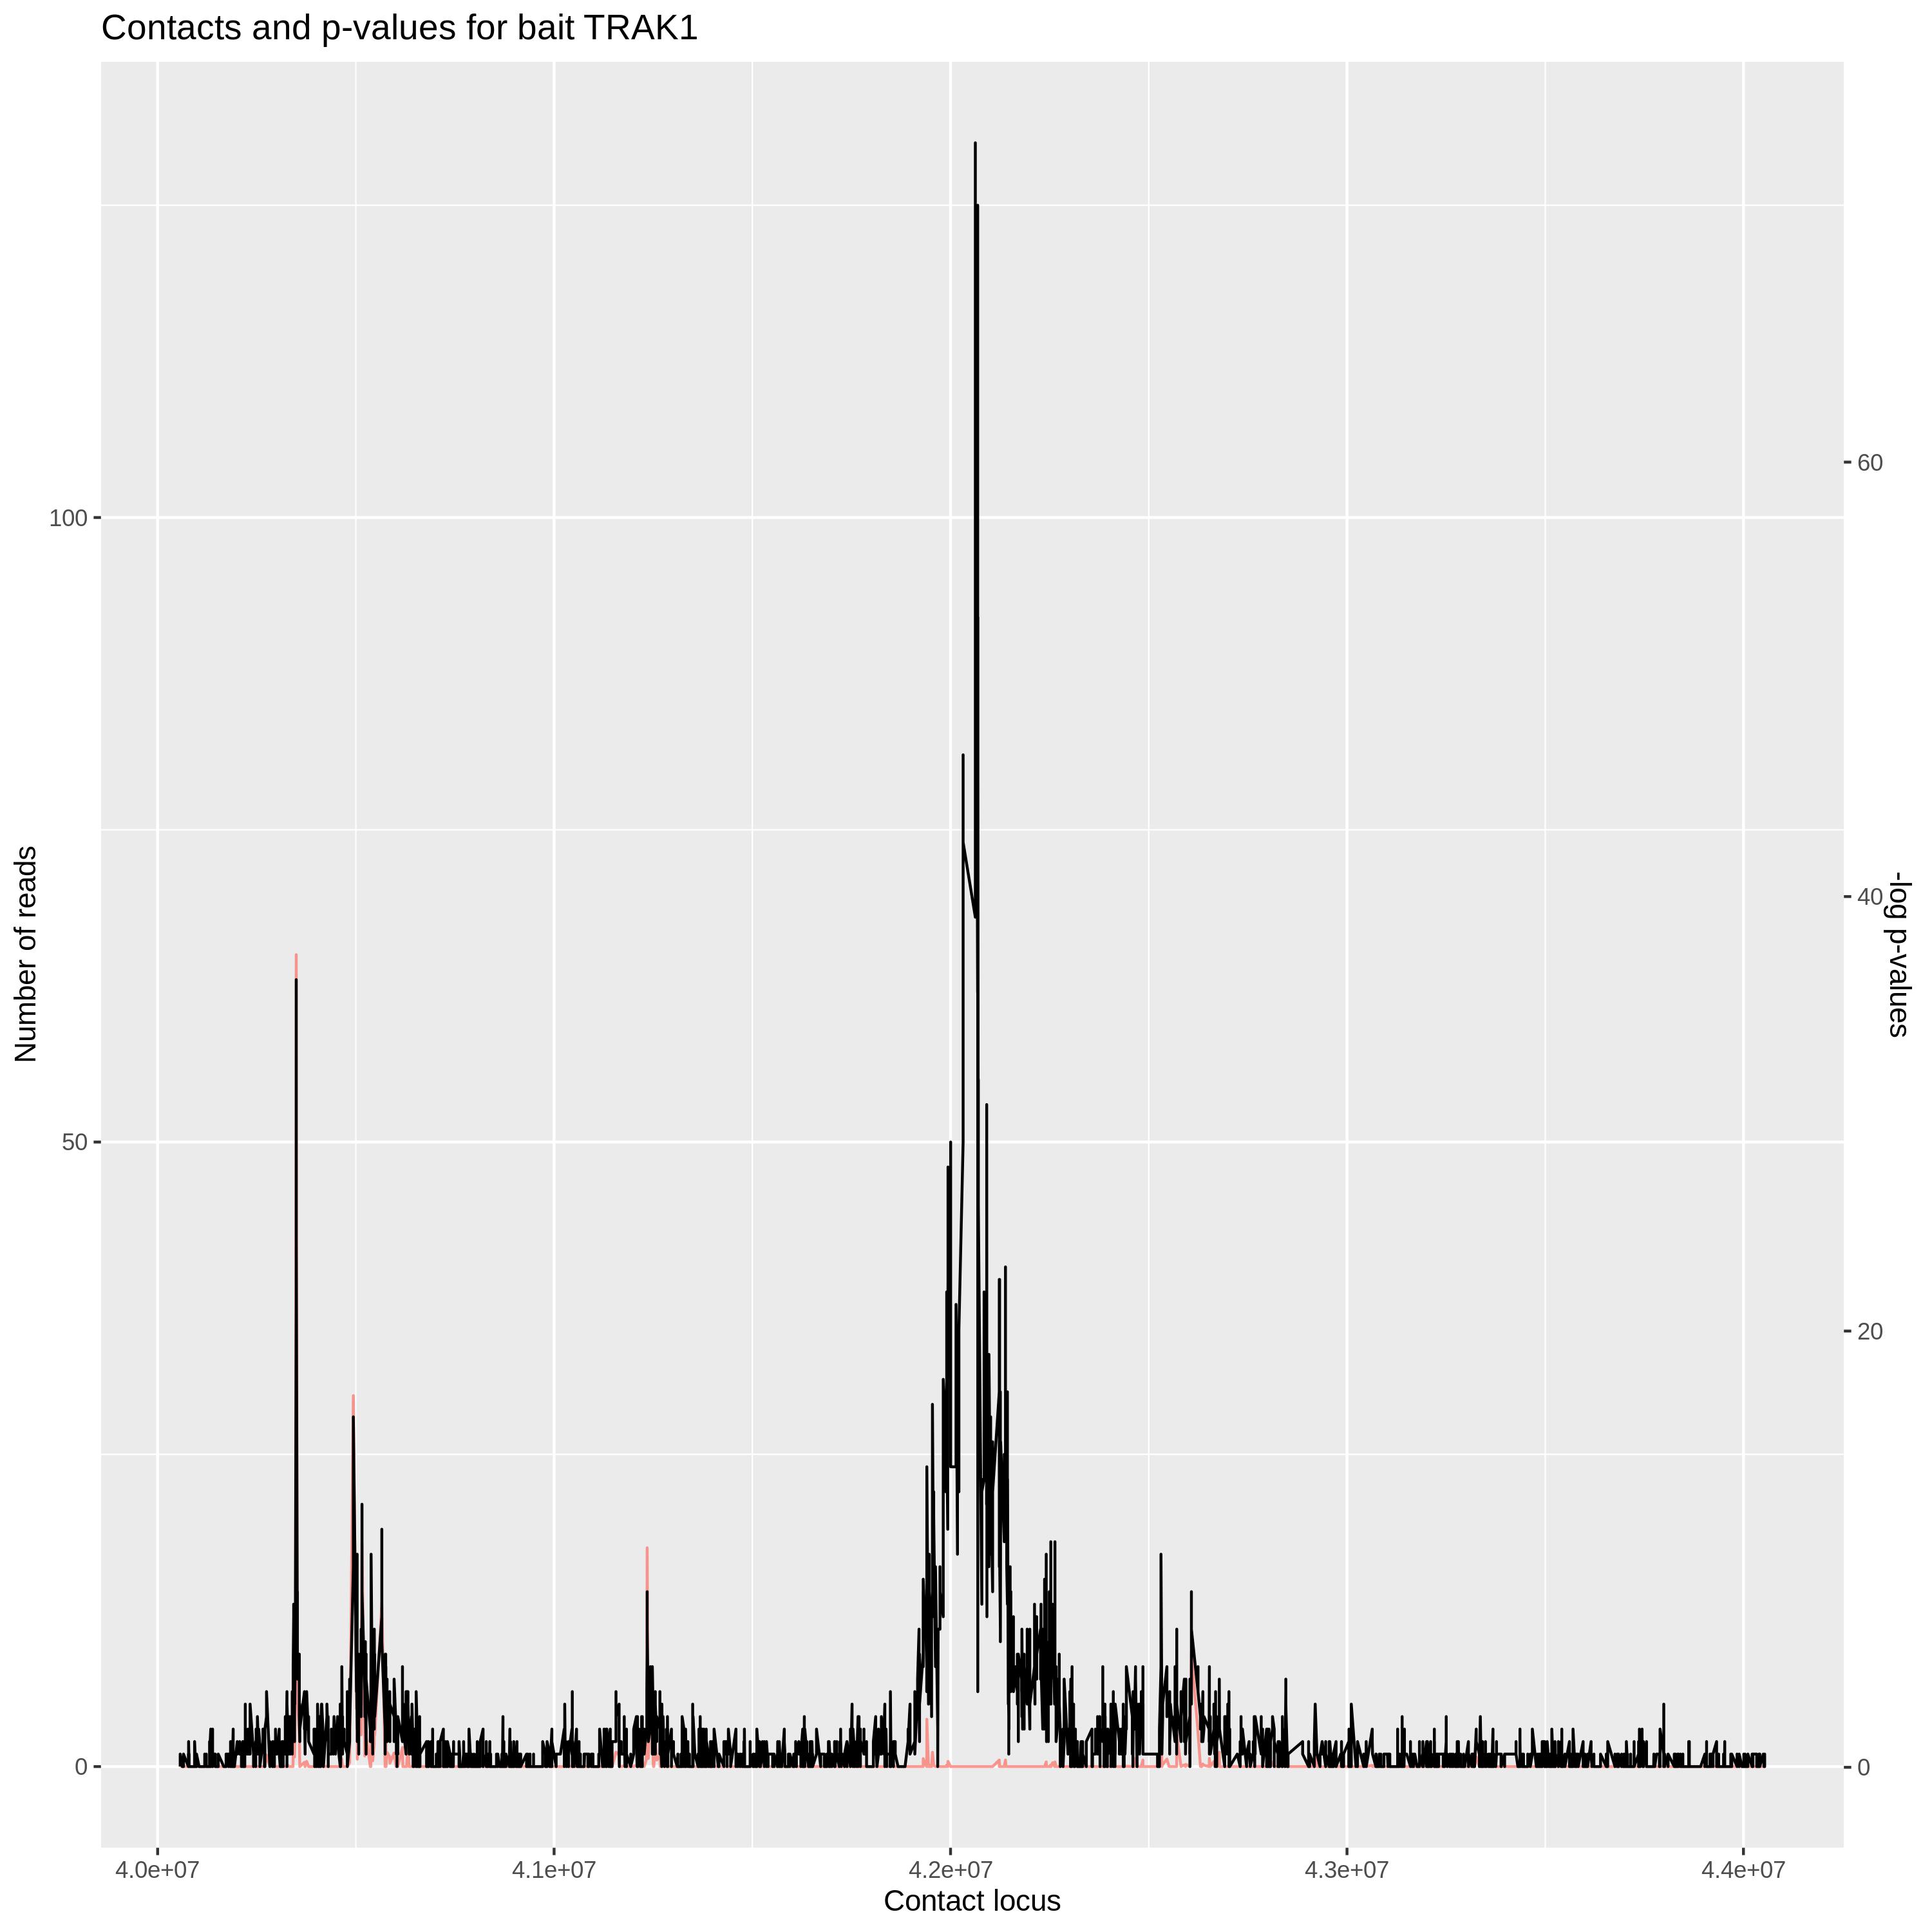 Contacts and p-values for bait TRAK1
Number of reads
100
50
0
60
40
20
0
-log p-values
4.0e+07
4.1e+07
4.2e+07
4.3e+07
4.4e+07
Contact locus